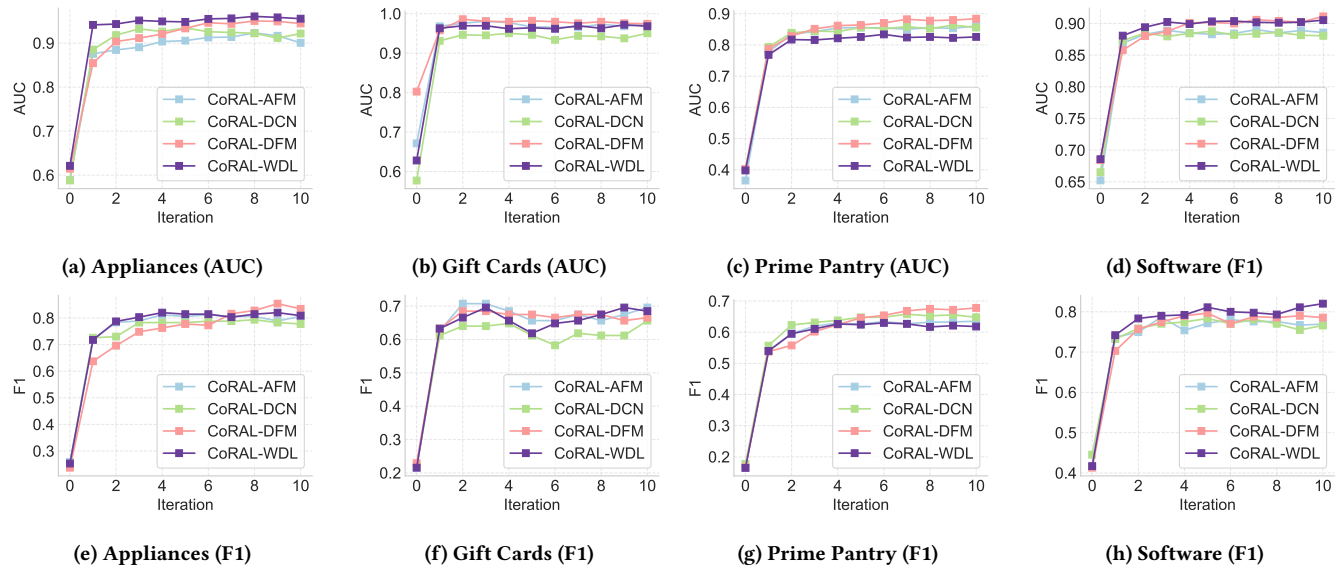 AUC
0.9
0.8
0.7
0.6
CoRAL-AFM
CoRAL-DCN
CoRAL-DFM
CoRAL-WDL
0 2 4 6 8 10
Iteration
(a) Appliances (AUC)
AUC
1.0
0.9
0.8
0.7
0.6
CoRAL-AFM
CoRAL-DCN
CoRAL-DFM
CoRAL-WDL
0 2 4 6 8 10
Iteration
(b) Gift Cards (AUC)
AUC
0.9
0.8
0.7
0.6
0.5
0.4
CoRAL-AFM
CoRAL-DCN
CoRAL-DFM
CoRAL-WDL
0 2 4 6 8 10
Iteration
(c) Prime Pantry (AUC)
AUC
0.90
0.85
0.80
0.75
0.70
0.65
CoRAL-AFM
CoRAL-DCN
CoRAL-DFM
CoRAL-WDL
0 2 4 6 8 10
Iteration
(d) Software (F1)
F1
0.8
0.7
0.6
0.5
0.4
0.3
CoRAL-AFM
CoRAL-DCN
CoRAL-DFM
CoRAL-WDL
0 2 4 6 8 10
Iteration
(e) Appliances (F1)
F1
0.7
0.6
0.5
0.4
0.3
0.2
CoRAL-AFM
CoRAL-DCN
CoRAL-DFM
CoRAL-WDL
0 2 4 6 8 10
Iteration
(f) Gift Cards (F1)
F1
0.7
0.6
0.5
0.4
0.3
0.2
CoRAL-AFM
CoRAL-DCN
CoRAL-DFM
CoRAL-WDL
0 2 4 6 8 10
Iteration
(g) Prime Pantry (F1)
F1
0.8
0.7
0.6
0.5
0.4
CoRAL-AFM
CoRAL-DCN
CoRAL-DFM
CoRAL-WDL
0 2 4 6 8 10
Iteration
(h) Software (F1)